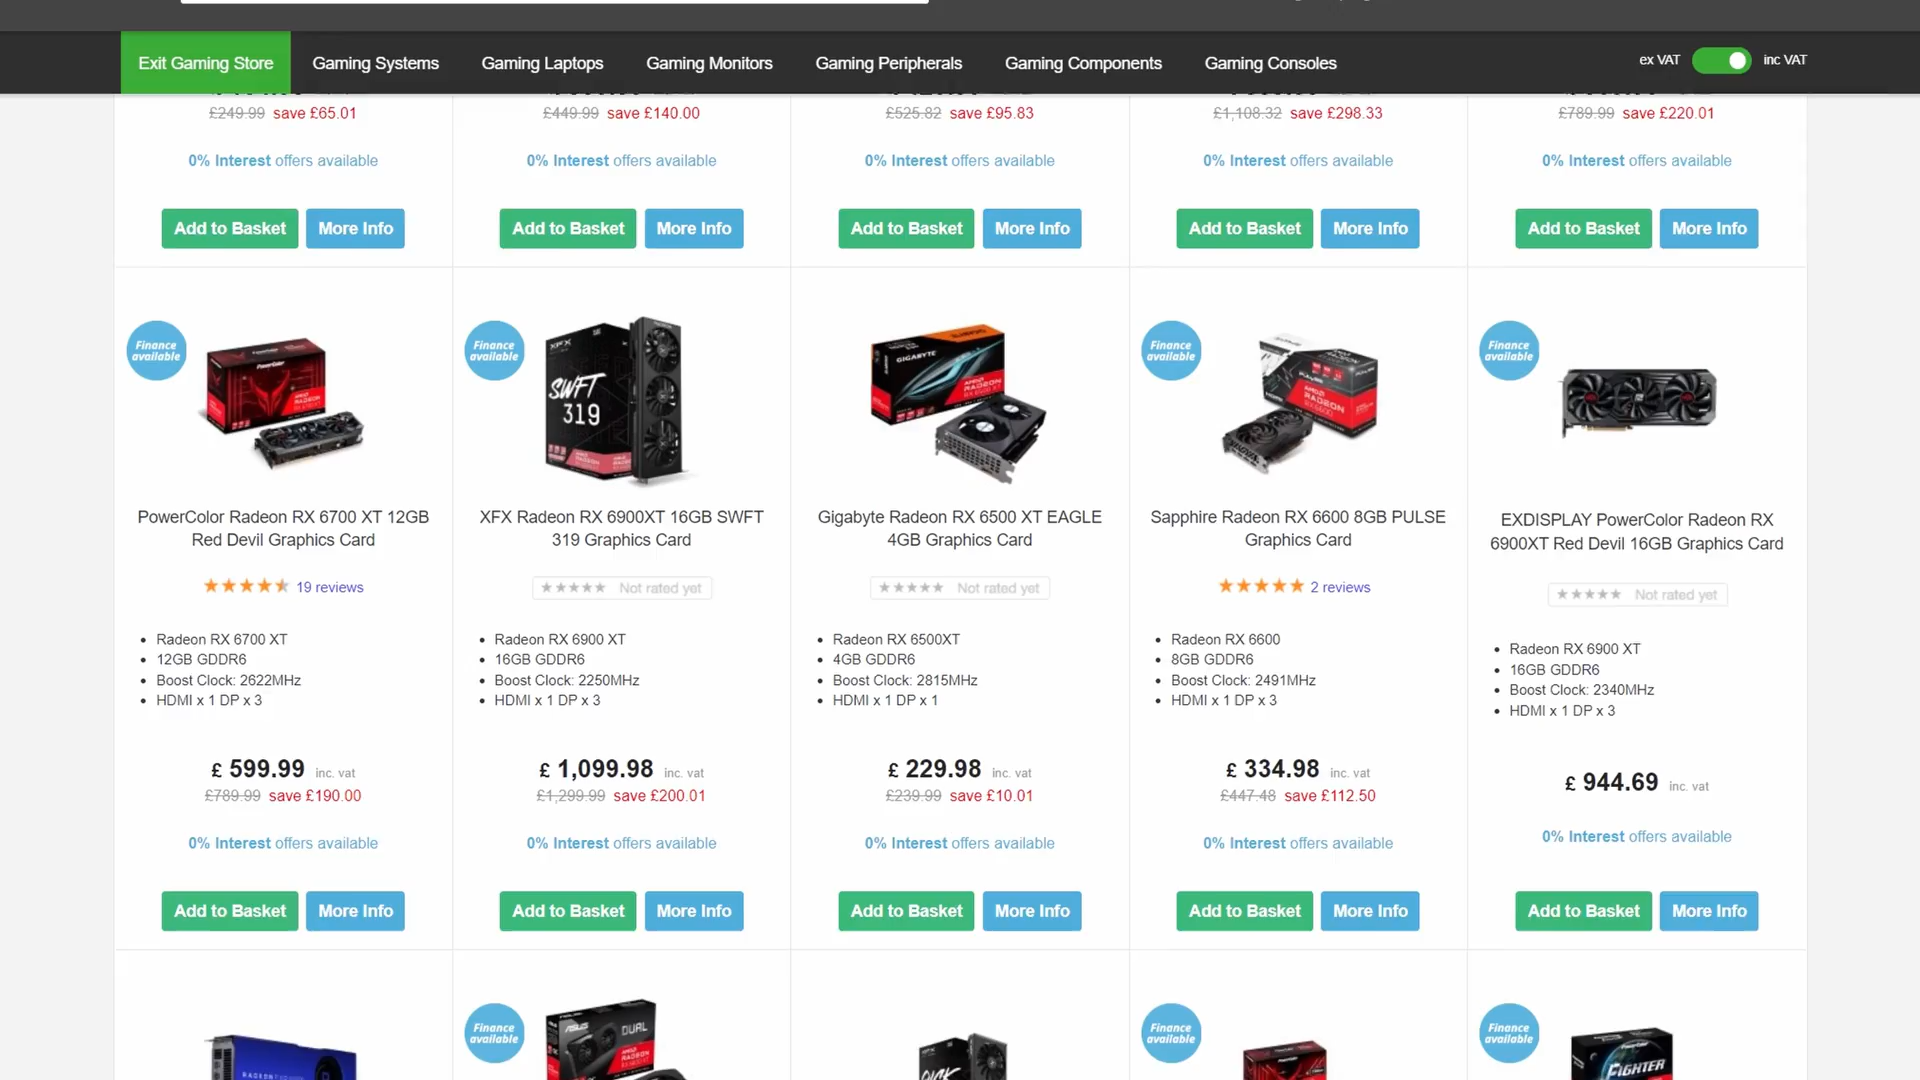 Exit Gaming Store
Gaming Systems
Gaming Laptops
Gaming Monitors
Gaming Peripherals
Gaming Components
Gaming Consoles
ex VAT
inc VAT
£249.99 save £65.01
£449.99 save £140.00
£525.82 save £95.83
£1,108.32 save £298.33
£789.99 save £220.01
0% Interest offers available
0% Interest offers available
0% Interest offers available
0% Interest offers available
0% Interest offers available
Add to Basket More Info
Add to Basket More Info
Add to Basket More Info
Add to Basket More Info
Add to Basket More Info
Finance
available
PowerColor Radeon RX 6700 XT 12GB
Red Devil Graphics Card
19 reviews
Radeon RX 6700 XT
12GB GDDR6
Boost Clock: 2622MHz
HDMI x 1 DP x 3
£ 599.99 inc. vat
£789.99 save £190.00
0% Interest offers available
Add to Basket More Info
Finance
available
XFX
SWFT
319
XFX Radeon RX 6900XT 16GB SWFT
319 Graphics Card
Not rated yet
Radeon RX 6900 XT
16GB GDDR6
Boost Clock: 2250MHz
HDMI x 1 DP x 3
£ 1,099.98 inc. vat
£1,299.99 save £200.01
0% Interest offers available
Add to Basket More Info
GIGABYTE
AMD
RADEON
Gigabyte Radeon RX 6500 XT EAGLE
4GB Graphics Card
Not rated yet
Radeon RX 6500XT
4GB GDDR6
Boost Clock: 2815MHz
HDMI x 1 DP x 1
£ 229.98 inc. vat
£239.99 save £10.01
0% Interest offers available
Add to Basket More Info
Finance
available
AMD
RADEON
Sapphire Radeon RX 6600 8GB PULSE
Graphics Card
2 reviews
Radeon RX 6600
8GB GDDR6
Boost Clock: 2491MHz
HDMI x 1 DP x 3
£ 334.98 inc. vat
£447.48 save £112.50
0% Interest offers available
Add to Basket More Info
Finance
available
EXDISPLAY PowerColor Radeon RX
6900XT Red Devil 16GB Graphics Card
Not rated yet
Radeon RX 6900 XT
16GB GDDR6
Boost Clock: 2340MHz
HDMI x 1 DP x 3
£ 944.69 inc. vat
0% Interest offers available
Add to Basket More Info
RADEON
Finance
available
ASUS
DUAL
AMD
RADEON
Finance
available
Finance
available
FIGHTER